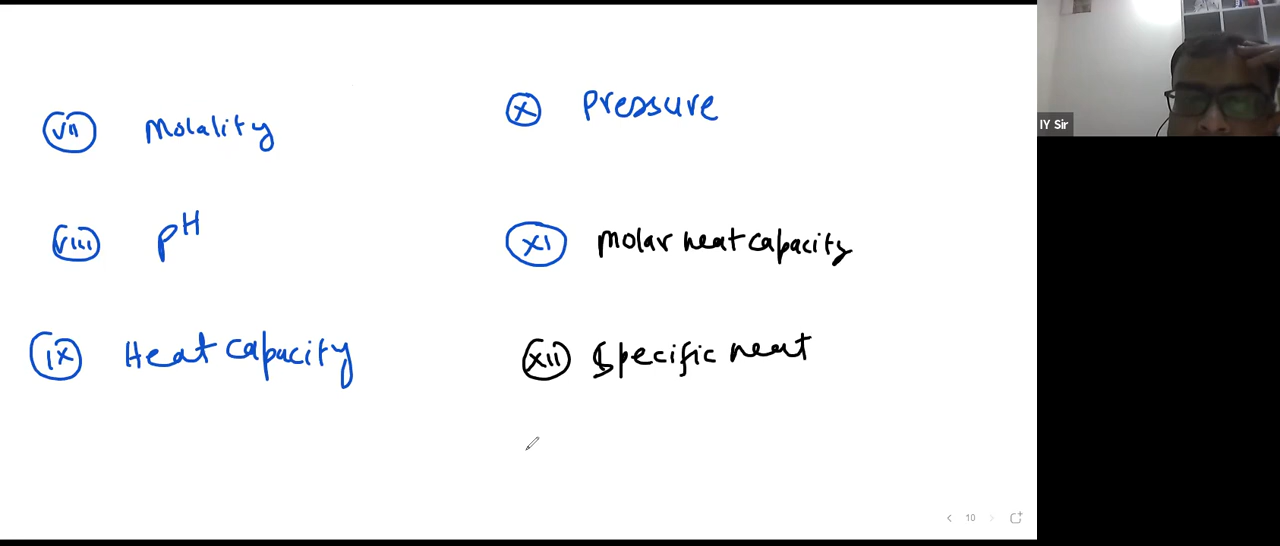 (vii) Molality
(viii) pH
(ix) Heat capacity
(x) Pressure
(xi) Molar heat capacity
(xii) Specific heat
IY Sir
10